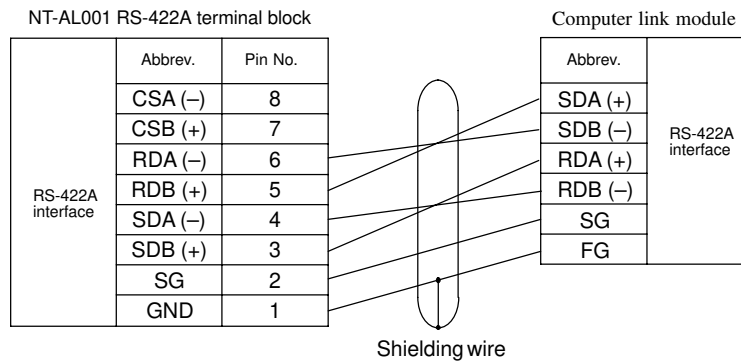 NT-AL001 RS-422A terminal block
Computer link module
Abbrev. Pin No.
CSA (–) 8
CSB (+) 7
RDA (–) 6
RDB (+) 5
SDA (–) 4
SDB (+) 3
SG 2
GND 1
RS-422A
interface
Abbrev.
SDA (+)
SDB (–)
RDA (+)
RDB (–)
SG
FG
RS-422A
interface
Shielding wire